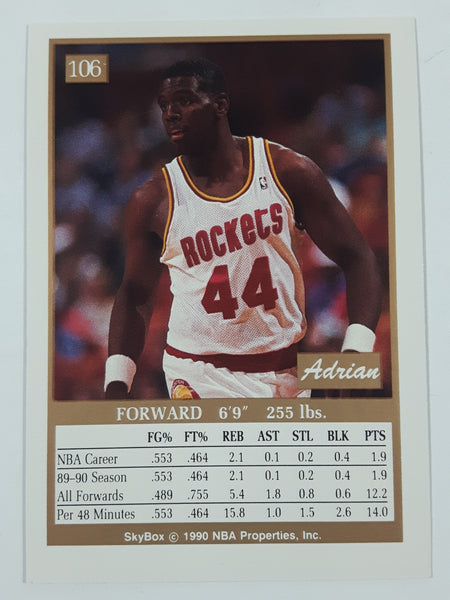 106
ROCKETS
44
Adrian
FORWARD 6'9" 255 lbs.
FG% FT% REB AST STL BLK PTS
NBA Career .553 .464 2.1 0.1 0.2 0.4 1.9
89-90 Season .553 .464 2.1 0.1 0.2 0.4 1.9
All Forwards .489 .755 5.4 1.8 0.8 0.6 12.2
Per 48 Minutes .553 .464 15.8 1.0 1.5 2.6 14.0
SkyBox © 1990 NBA Properties, Inc.